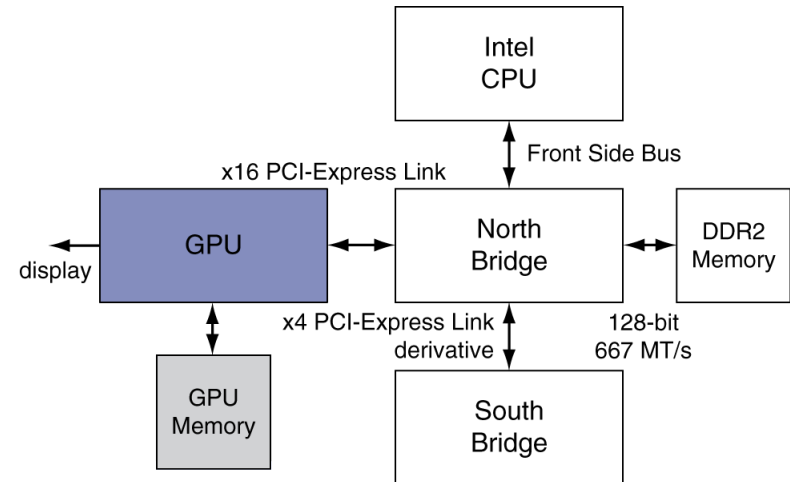 Intel
CPU
Front Side Bus
x16 PCI-Express Link
GPU
North
Bridge
DDR2
Memory
display
x4 PCI-Express Link
derivative
128-bit
667 MT/s
GPU
Memory
South
Bridge